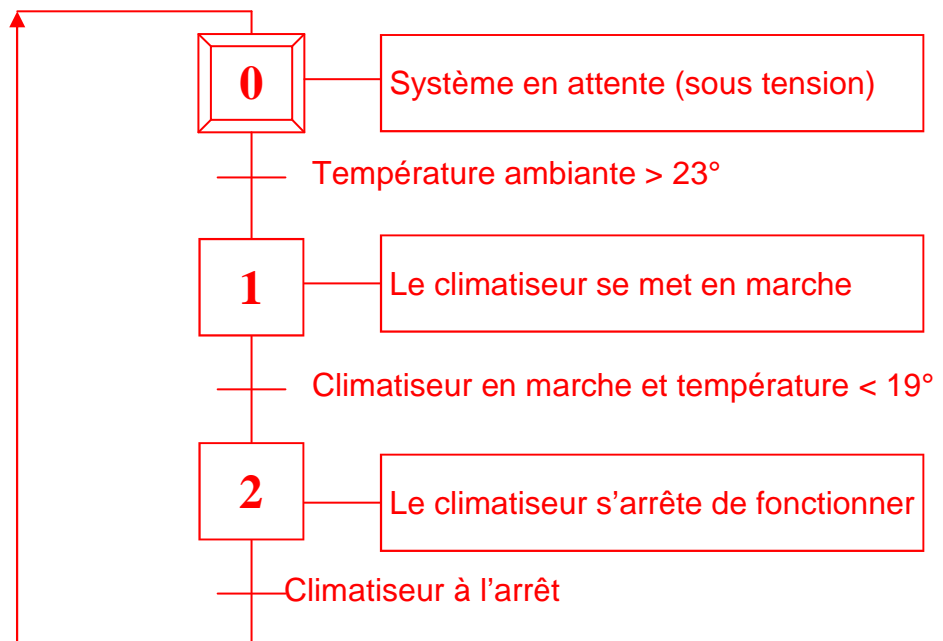 0
Système en attente (sous tension)
Température ambiante > 23°
1
Le climatiseur se met en marche
Climatiseur en marche et température < 19°
2
Le climatiseur s’arrête de fonctionner
Climatiseur à l’arrêt